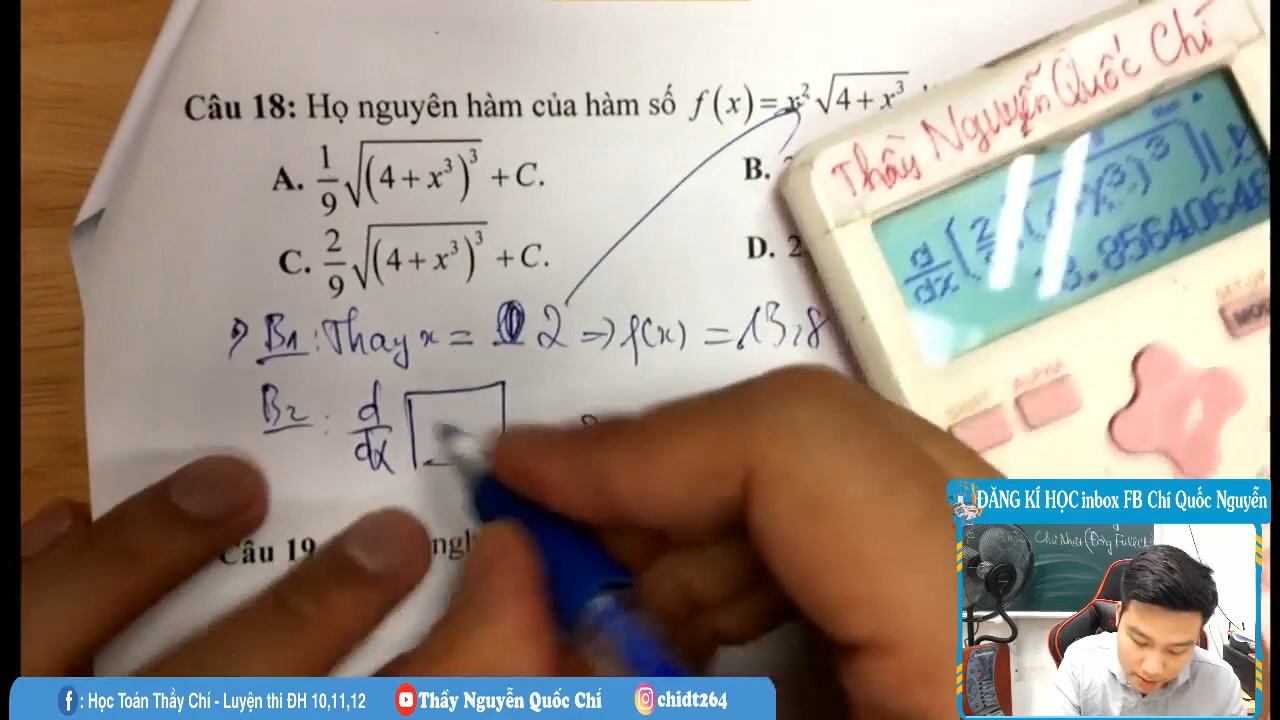 Câu 18: Họ nguyên hàm của hàm số f(x) = x²√(4 + x³)
A. 1/9 √((4 + x³)³) + C.
B.
C. 2/9 √((4 + x³)³) + C.
D. 2
B1: Thay x = 2 => f(x) = 13,8
B2: d/dx
Câu 19
Thầy Nguyễn Quốc Chí
d/dx
13.8564064
ALPHA
ĐĂNG KÍ HỌC inbox FB Chí Quốc Nguyễn
Chủ Nhật
: Học Toán Thầy Chí - Luyện thi ĐH 10,11,12
Thầy Nguyễn Quốc Chí
chidt264